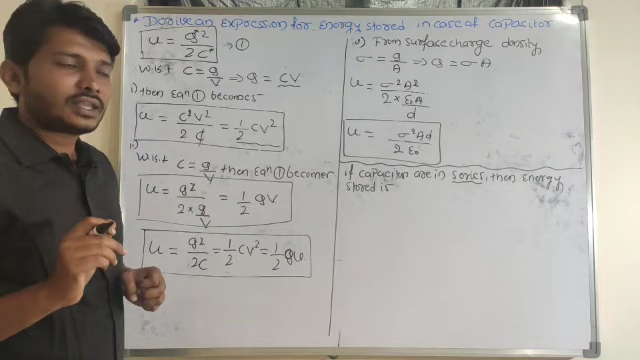 * Derive an expression for energy stored in case of capacitor
U = q²/2C → ①
W.k.t C = q/V ⇒ q = CV
i) then Eqn ① becomes
U = C²V²/2C = 1/2 CV²
ii)
W.k.t C = q/V then Eqn ① becomes
U = q²/(2×q/V) = 1/2 qV
U = q²/2C = 1/2 CV² = 1/2 qV
From surface charge density,
σ = q/A ⇒ q = σA
U = σ²A²/(2×ε₀A/d)
U = σ²Ad/2ε₀
if capacitor are in series, then Energy
stored is